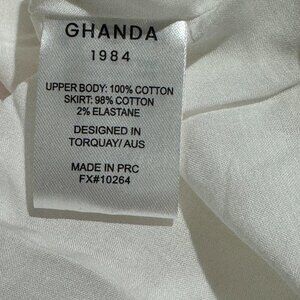 GHANDA
1984
UPPER BODY: 100% COTTON
SKIRT: 98% COTTON
2% ELASTANE
DESIGNED IN
TORQUAY/ AUS
MADE IN PRC
FX#10264